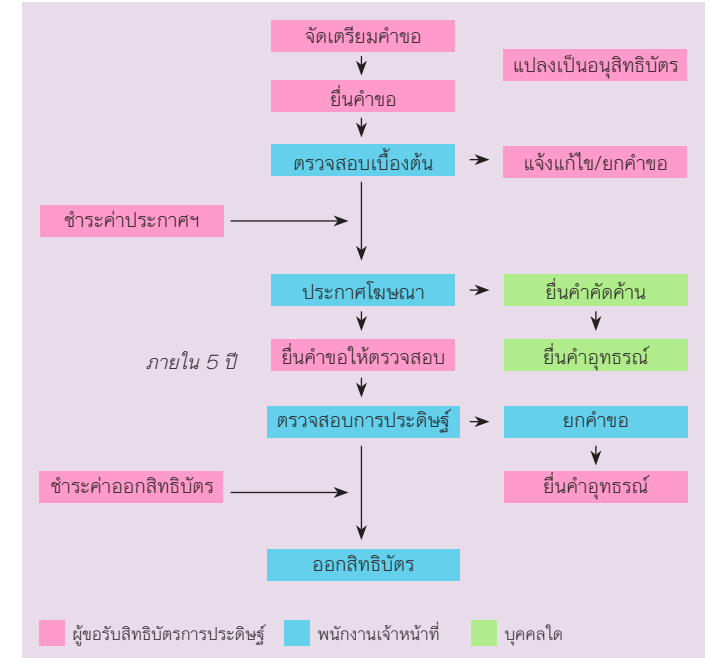 จัดเตรียมคำขอ
แปลงเป็นอนุสิทธิบัตร
ยื่นคำขอ
ตรวจสอบเบื้องต้น
แจ้งแก้ไข/ยกคำขอ
ชำระค่าประกาศฯ
ประกาศโฆษณา
ยื่นคำคัดค้าน
ภายใน 5 ปี
ยื่นคำขอให้ตรวจสอบ
ยื่นคำอุทธรณ์
ตรวจสอบการประดิษฐ์
ยกคำขอ
ชำระค่าออกสิทธิบัตร
ยื่นคำอุทธรณ์
ออกสิทธิบัตร
ผู้ขอรับสิทธิบัตรการประดิษฐ์
พนักงานเจ้าหน้าที่
บุคคลใด